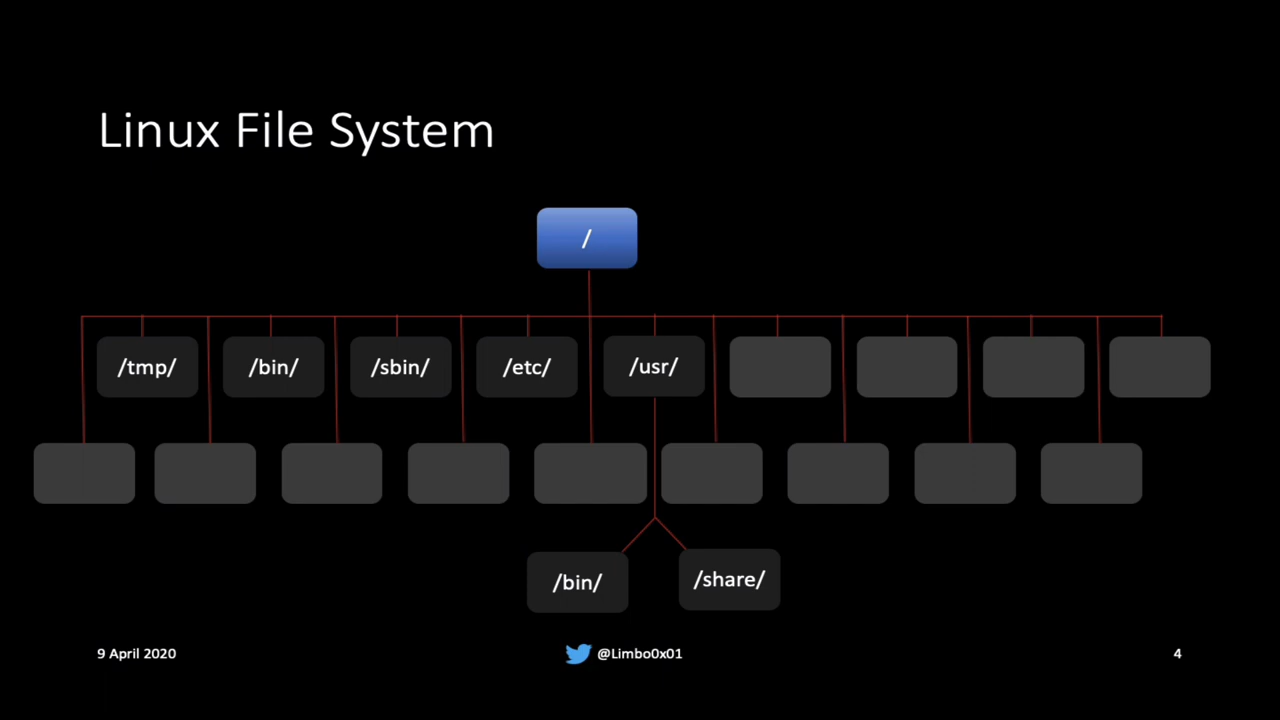 Linux File System
/
/tmp/
/bin/
/sbin/
/etc/
/usr/
/bin/
/share/
9 April 2020
@Limbo0x01
4